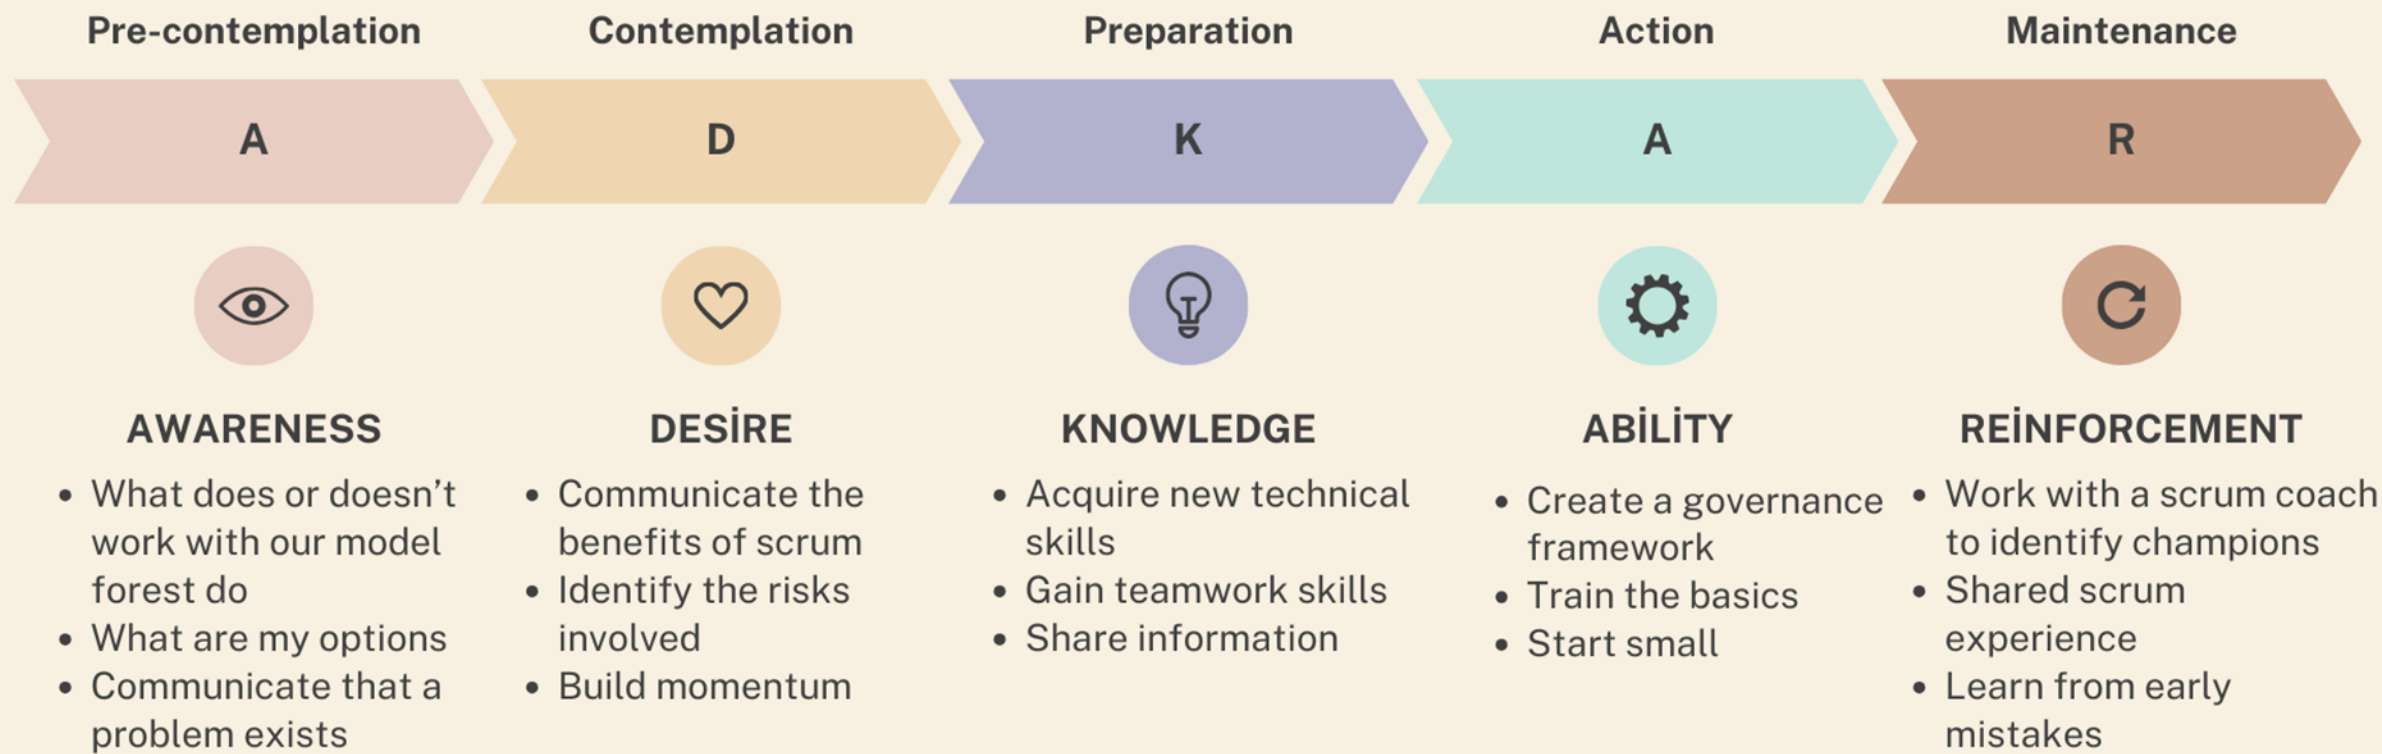 Pre-contemplation
Contemplation
Preparation
Action
Maintenance
A
D
K
A
R
AWARENESS
• What does or doesn’t
work with our model
forest do
• What are my options
• Communicate that a
problem exists
DESİRE
• Communicate the
benefits of scrum
• Identify the risks
involved
• Build momentum
KNOWLEDGE
• Acquire new technical
skills
• Gain teamwork skills
• Share information
ABİLİTY
• Create a governance
framework
• Train the basics
• Start small
REİNFORCEMENT
• Work with a scrum coach
to identify champions
• Shared scrum
experience
• Learn from early
mistakes